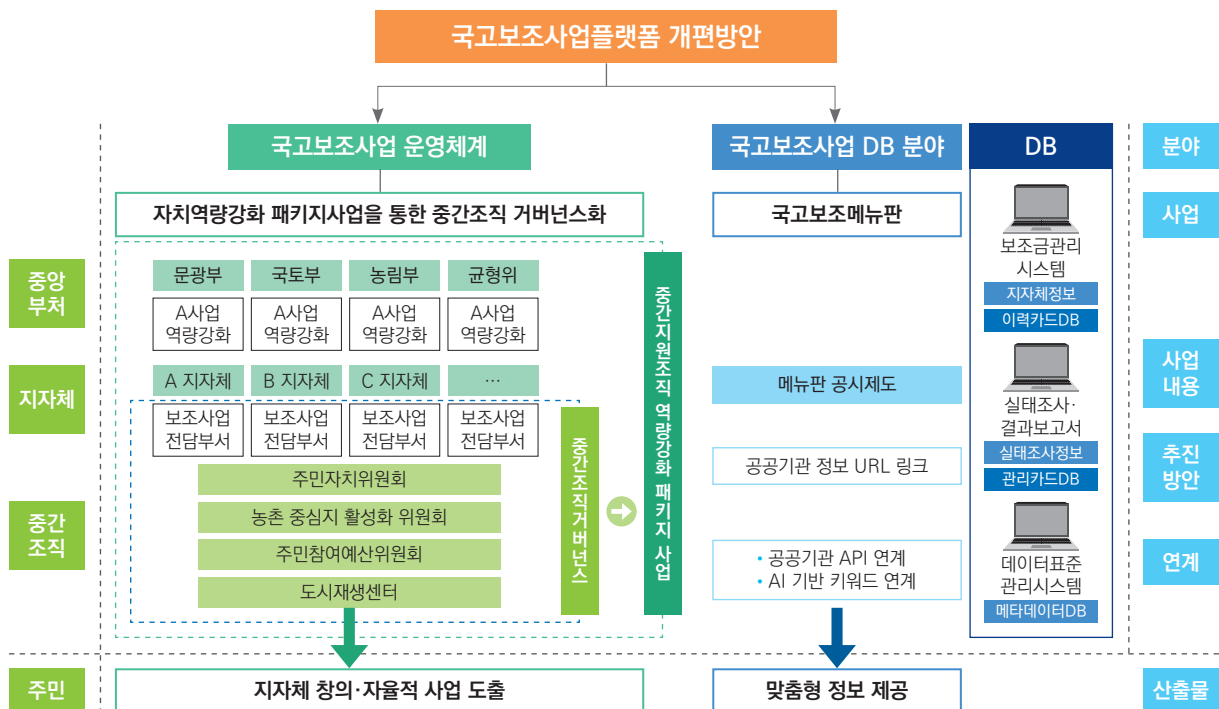 국고보조사업플랫폼 개편방안
국고보조사업 운영체계
국고보조사업 DB 분야
DB
분야
자치역량강화 패키지사업을 통한 중간조직 거버넌스화
국고보조메뉴판
사업
중앙
부처
문광부
국토부
농림부
균형위
A사업
역량강화
A사업
역량강화
A사업
역량강화
A사업
역량강화
지자체
A 지자체
B 지자체
C 지자체
…
보조사업
전담부서
보조사업
전담부서
보조사업
전담부서
보조사업
전담부서
중간
조직
주민자치위원회
농촌 중심지 활성화 위원회
주민참여예산위원회
도시재생센터
중간조직거버넌스
중간지원조직 역량강화 패키지 사업
메뉴판 공시제도
공공기관 정보 URL 링크
• 공공기관 API 연계
• AI 기반 키워드 연계
보조금관리
시스템
지자체정보
이력카드DB
실태조사·
결과보고서
실태조사정보
관리카드DB
데이터표준
관리시스템
메타데이터DB
사업
내용
추진
방안
연계
주민
지자체 창의·자율적 사업 도출
맞춤형 정보 제공
산출물